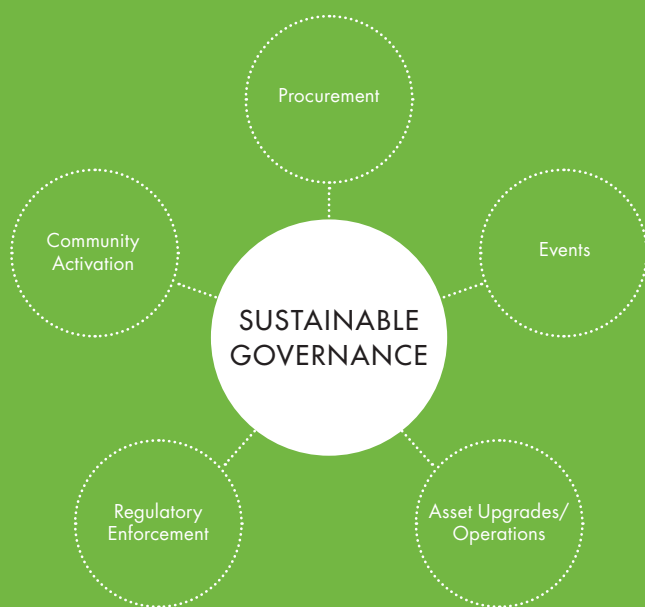 Procurement
Community
Activation
Events
SUSTAINABLE
GOVERNANCE
Regulatory
Enforcement
Asset Upgrades/
Operations